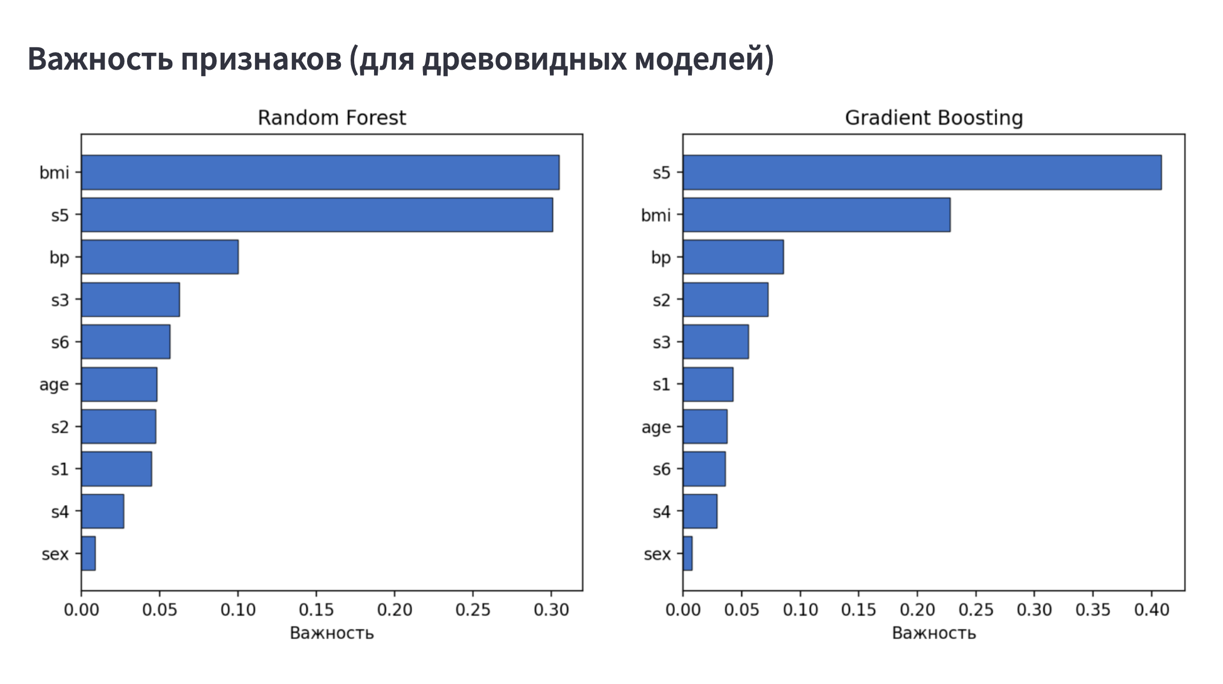 Важность признаков (для древовидных моделей)
Random Forest
bmi
s5
bp
s3
s6
age
s2
s1
s4
sex
0.00 0.05 0.10 0.15 0.20 0.25 0.30
Важность
Gradient Boosting
s5
bmi
bp
s2
s3
s1
age
s6
s4
sex
0.00 0.05 0.10 0.15 0.20 0.25 0.30 0.35 0.40
Важность